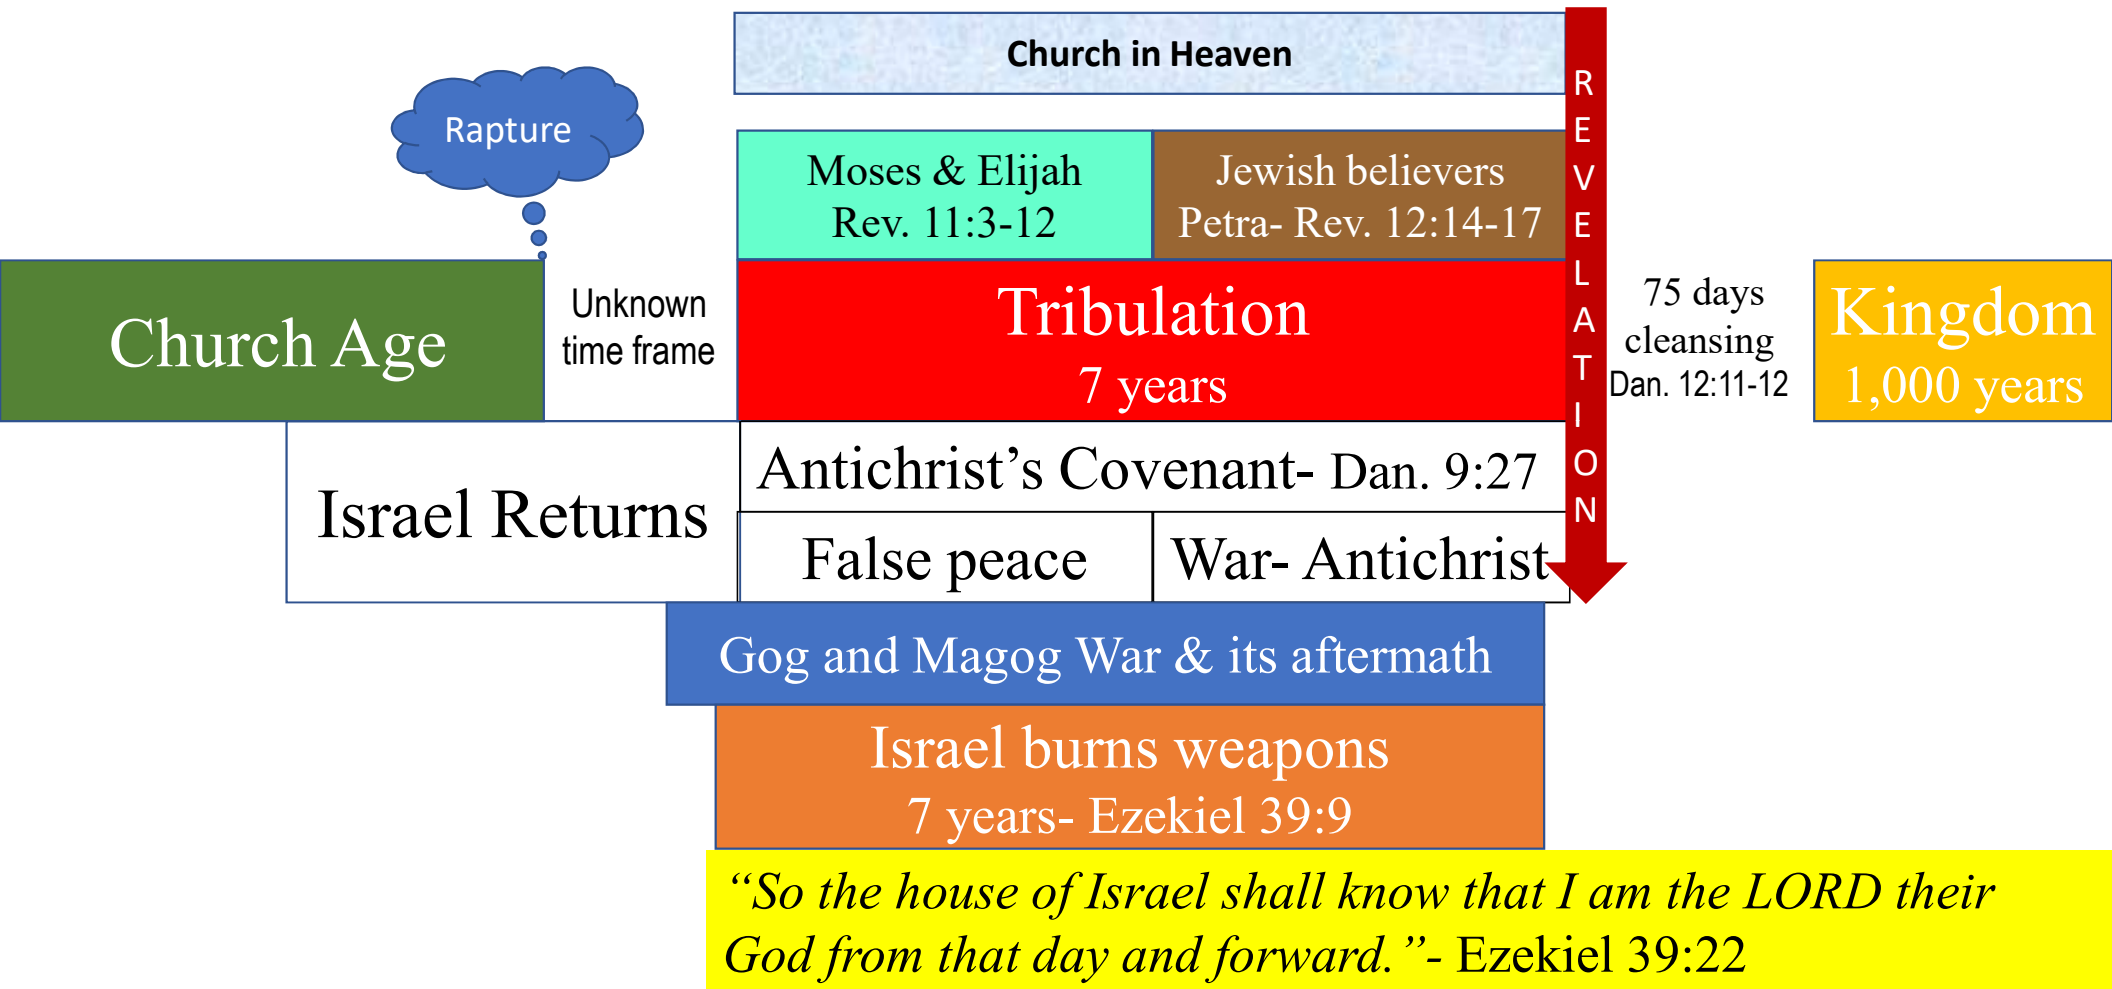 Church in Heaven
Rapture
Moses & Elijah
Rev. 11:3-12
Jewish believers
Petra- Rev. 12:14-17
REVELATION
Church Age
Unknown
time frame
Tribulation
7 years
75 days
cleansing
Dan. 12:11-12
Kingdom
1,000 years
Israel Returns
Antichrist’s Covenant- Dan. 9:27
False peace
War- Antichrist
Gog and Magog War & its aftermath
Israel burns weapons
7 years- Ezekiel 39:9
“So the house of Israel shall know that I am the LORD their
God from that day and forward.”- Ezekiel 39:22